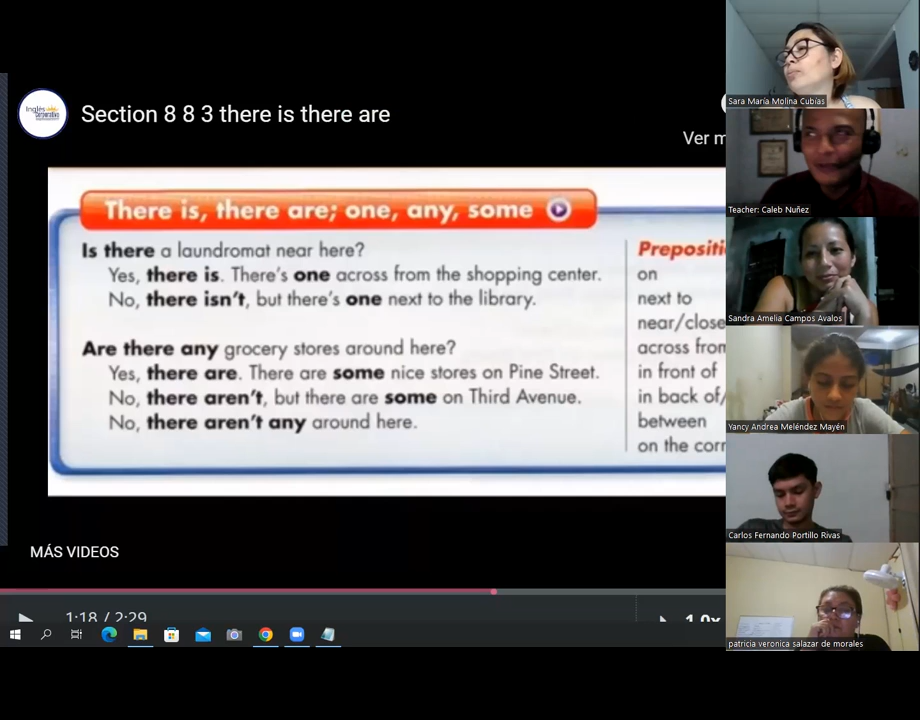 Inglés
Corporativo
Section 8 8 3 there is there are
Ver m
There is, there are; one, any, some
Is there a laundromat near here?
Yes, there is. There's one across from the shopping center.
No, there isn't, but there's one next to the library.
Are there any grocery stores around here?
Yes, there are. There are some nice stores on Pine Street.
No, there aren't, but there are some on Third Avenue.
No, there aren't any around here.
Prepositi
on
next to
near/close
across from
in front of
in back of/
between
on the corr
MÁS VIDEOS
1:18 / 2:29
1.0x
Sara María Molina Cubías
Teacher: Caleb Nuñez
Sandra Amelia Campos Avalos
Yancy Andrea Meléndez Mayén
Carlos Fernando Portillo Rivas
patricia veronica salazar de morales